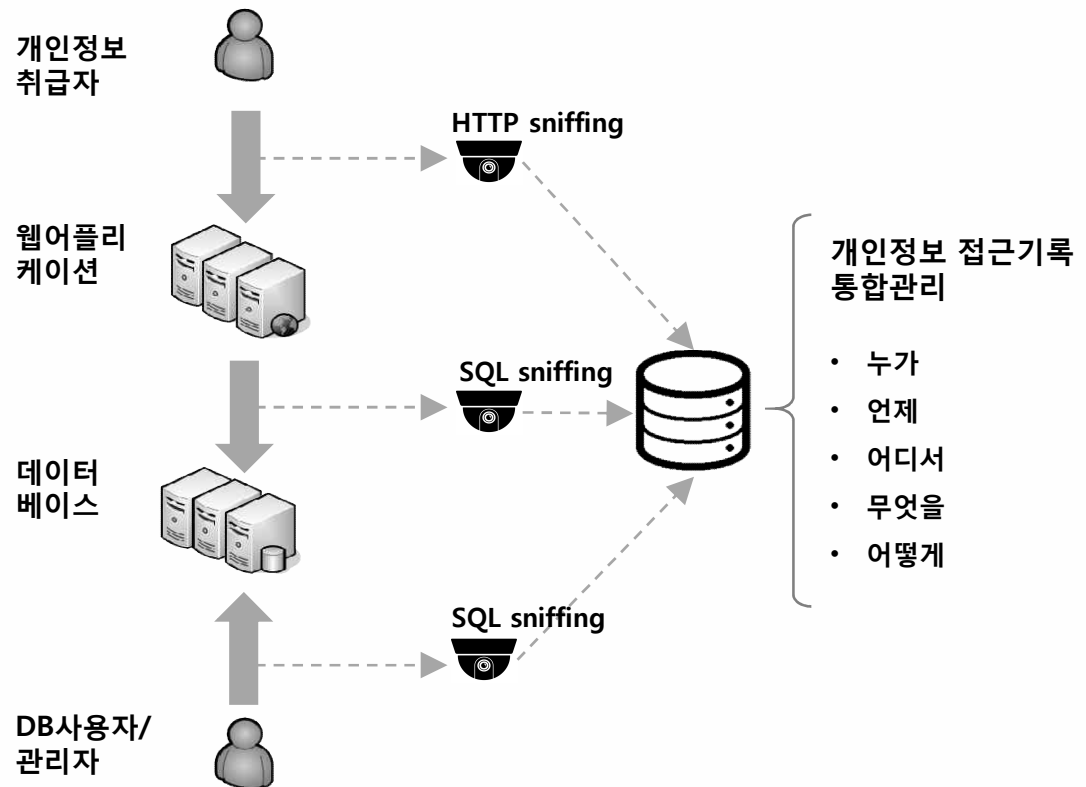 개인정보
취급자
HTTP sniffing
웹어플리
케이션
개인정보 접근기록
통합관리
• 누가
• 언제
• 어디서
• 무엇을
• 어떻게
SQL sniffing
데이터
베이스
SQL sniffing
DB사용자/
관리자